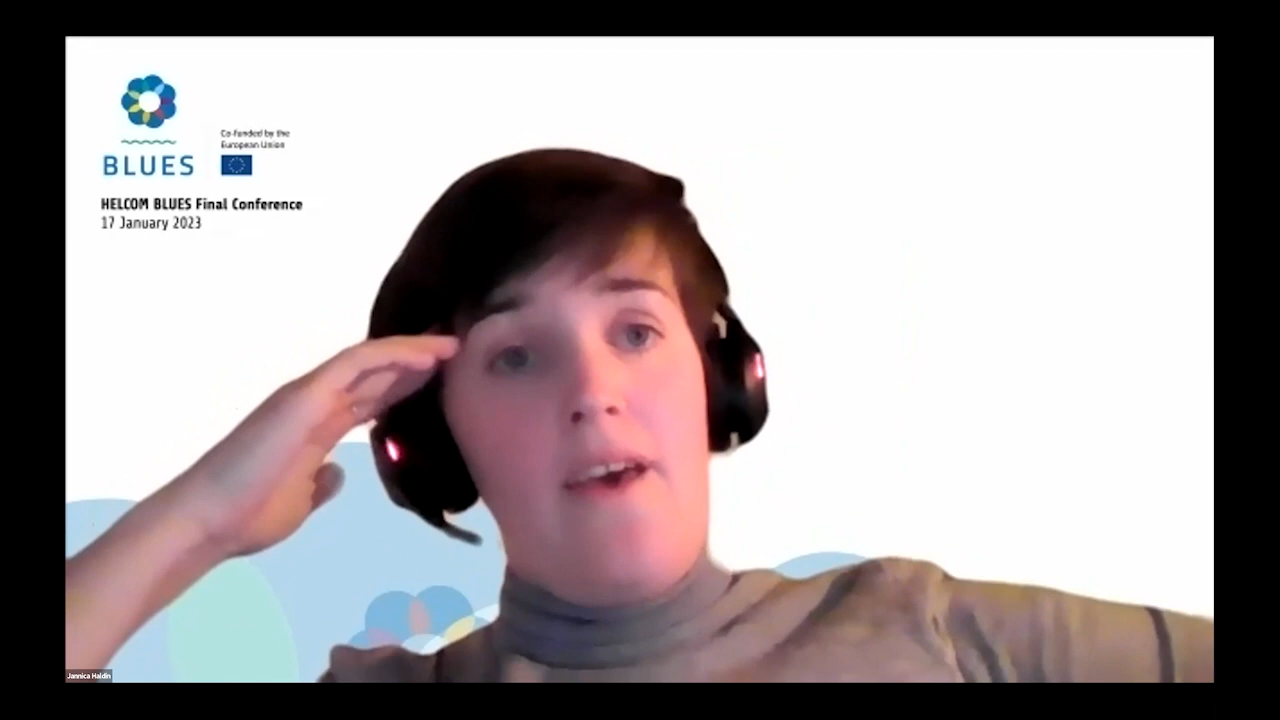 BLUES
Co-funded by the
European Union
HELCOM BLUES Final Conference
17 January 2023
Jannica Haldin